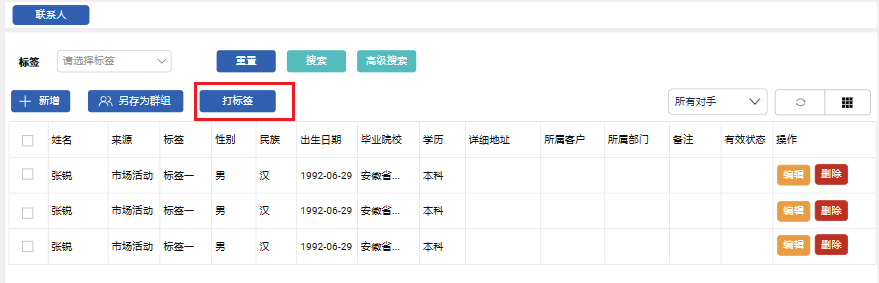 联系人
标签 请选择标签 重置 搜索 高级搜索
新增 另存为群组 打标签 所有对手
姓名 来源 标签 性别 民族 出生日期 毕业院校 学历 详细地址 所属客户 所属部门 备注 有效状态 操作
张锐 市场活动 标签一 男 汉 1992-06-29 安徽省... 本科 编辑 删除
张锐 市场活动 标签一 男 汉 1992-06-29 安徽省... 本科 编辑 删除
张锐 市场活动 标签一 男 汉 1992-06-29 安徽省... 本科 编辑 删除